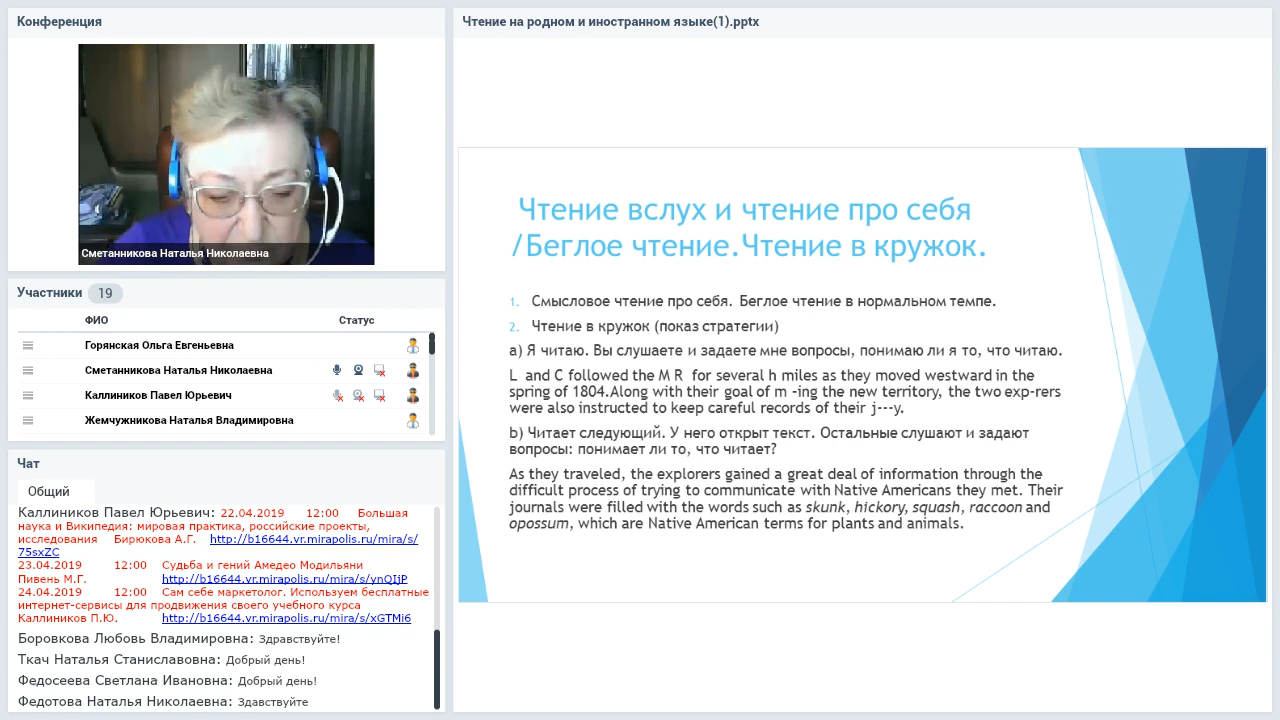 Конференция
Сметанникова Наталья Николаевна
Участники 19
ФИО Статус
Горянская Ольга Евгеньевна
Сметанникова Наталья Николаевна
Каллиников Павел Юрьевич
Жемчужникова Наталья Владимировна
Чат
Общий
Каллиников Павел Юрьевич: 22.04.2019 12:00 Большая
наука и Википедия: мировая практика, российские проекты,
исследования Бирюкова А.Г. http://b16644.vr.mirapolis.ru/mira/s/
75sxZC
23.04.2019 12:00 Судьба и гений Амедео Модильяни
Пивень М.Г. http://b16644.vr.mirapolis.ru/mira/s/ynQIjP
24.04.2019 12:00 Сам себе маркетолог. Используем бесплатные
интернет-сервисы для продвижения своего учебного курса
Каллиников П.Ю. http://b16644.vr.mirapolis.ru/mira/s/xGTMi6
Боровкова Любовь Владимировна: Здравствуйте!
Ткач Наталья Станиславовна: Добрый день!
Федосеева Светлана Ивановна: Добрый день!
Федотова Наталья Николаевна: Здавствуйте
Чтение на родном и иностранном языке(1).pptx
Чтение вслух и чтение про себя
/Беглое чтение.Чтение в кружок.
1. Смысловое чтение про себя. Беглое чтение в нормальном темпе.
2. Чтение в кружок (показ стратегии)
а) Я читаю. Вы слушаете и задаете мне вопросы, понимаю ли я то, что читаю.
L and C followed the M R for several h miles as they moved westward in the
spring of 1804.Along with their goal of m -ing the new territory, the two exp-rers
were also instructed to keep careful records of their j---y.
b) Читает следующий. У него открыт текст. Остальные слушают и задают
вопросы: понимает ли то, что читает?
As they traveled, the explorers gained a great deal of information through the
difficult process of trying to communicate with Native Americans they met. Their
journals were filled with the words such as skunk, hickory, squash, raccoon and
opossum, which are Native American terms for plants and animals.